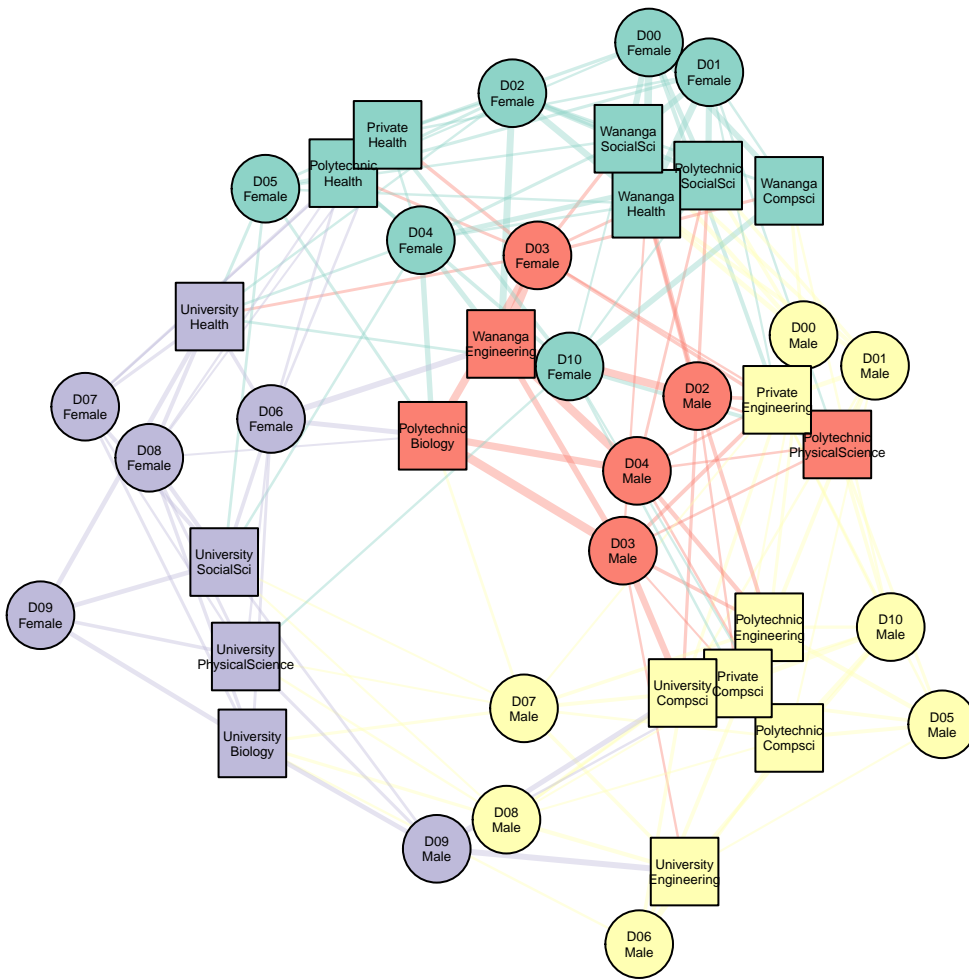 D00
Female
D01
Female
D02
Female
Private
Health
Wananga
SocialSci
Polytechnic
Health
Polytechnic
SocialSci
D05
Female
Wananga
Compsci
Wananga
Health
D04
Female
D03
Female
University
Health
D00
Male
Wananga
Engineering
D10
Female
D01
Male
D02
Male
Private
Engineering
D07
Female
D06
Female
Polytechnic
Biology
Polytechnic
PhysicalScience
D08
Female
D04
Male
D03
Male
University
SocialSci
D09
Female
Polytechnic
Engineering
D10
Male
University
PhysicalScience
Private
Compsci
University
Compsci
D07
Male
D05
Male
University
Biology
Polytechnic
Compsci
D08
Male
D09
Male
University
Engineering
D06
Male